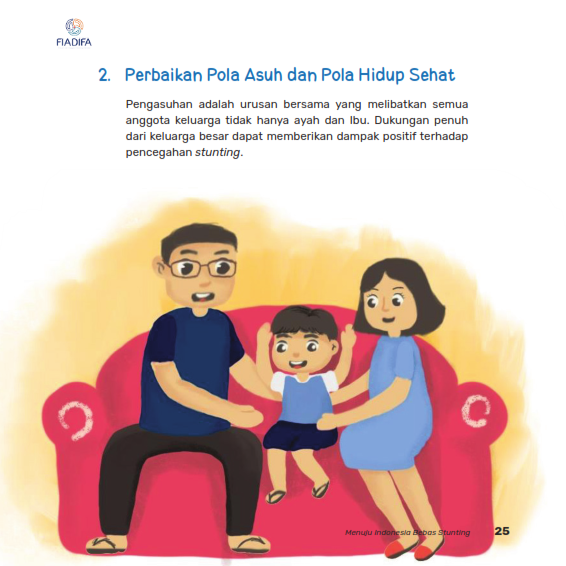 FIADIFA
2. Perbaikan Pola Asuh dan Pola Hidup Sehat
Pengasuhan adalah urusan bersama yang melibatkan semua
anggota keluarga tidak hanya ayah dan Ibu. Dukungan penuh
dari keluarga besar dapat memberikan dampak positif terhadap
pencegahan stunting.
Menuju Indonesia Bebas Stunting 25